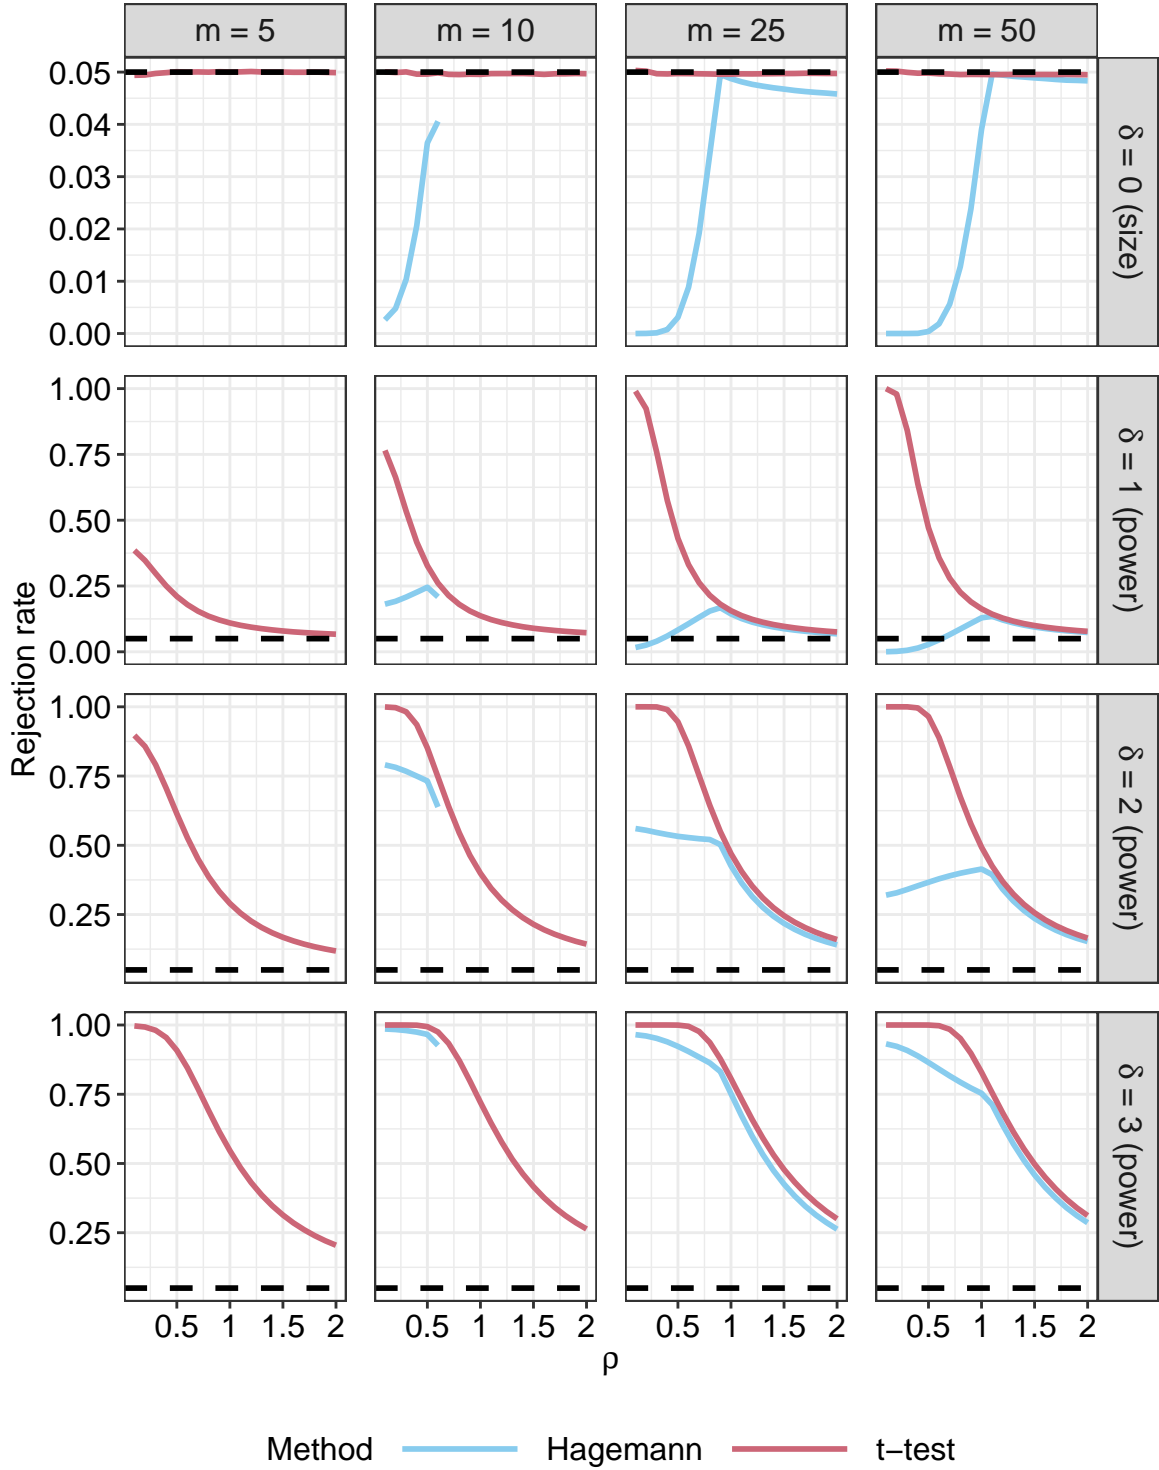 m = 5 m = 10 m = 25 m = 50
0.05
0.04
0.03
0.02
0.01
0.00
δ = 0 (size)
1.00
0.75
0.50
0.25
0.00
δ = 1 (power)
Rejection rate
1.00
0.75
0.50
0.25
δ = 2 (power)
1.00
0.75
0.50
0.25
δ = 3 (power)
0.5 1 1.5 2 0.5 1 1.5 2 0.5 1 1.5 2 0.5 1 1.5 2
ρ
Method Hagemann t−test